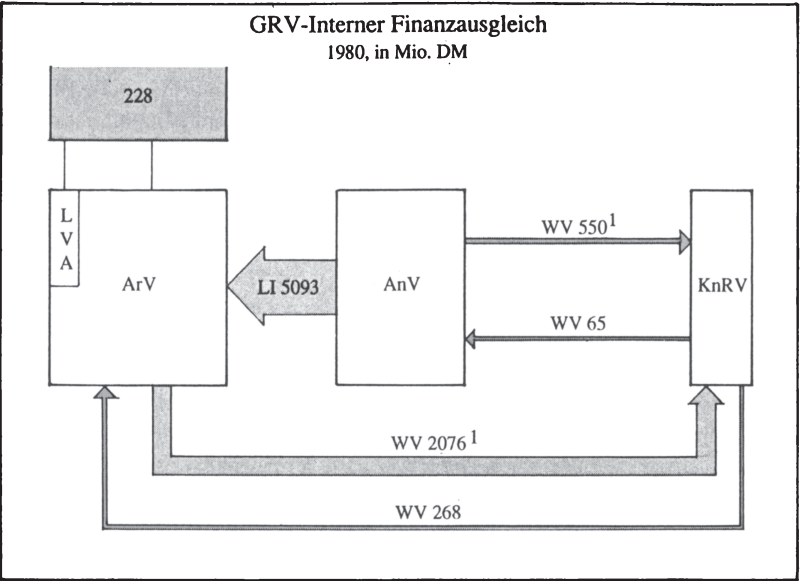 GRV-Interner Finanzausgleich
1980, in Mio. DM
228
L
V
A
ArV
LI 5093
AnV
WV 550¹
KnRV
WV 65
WV 2076¹
WV 268